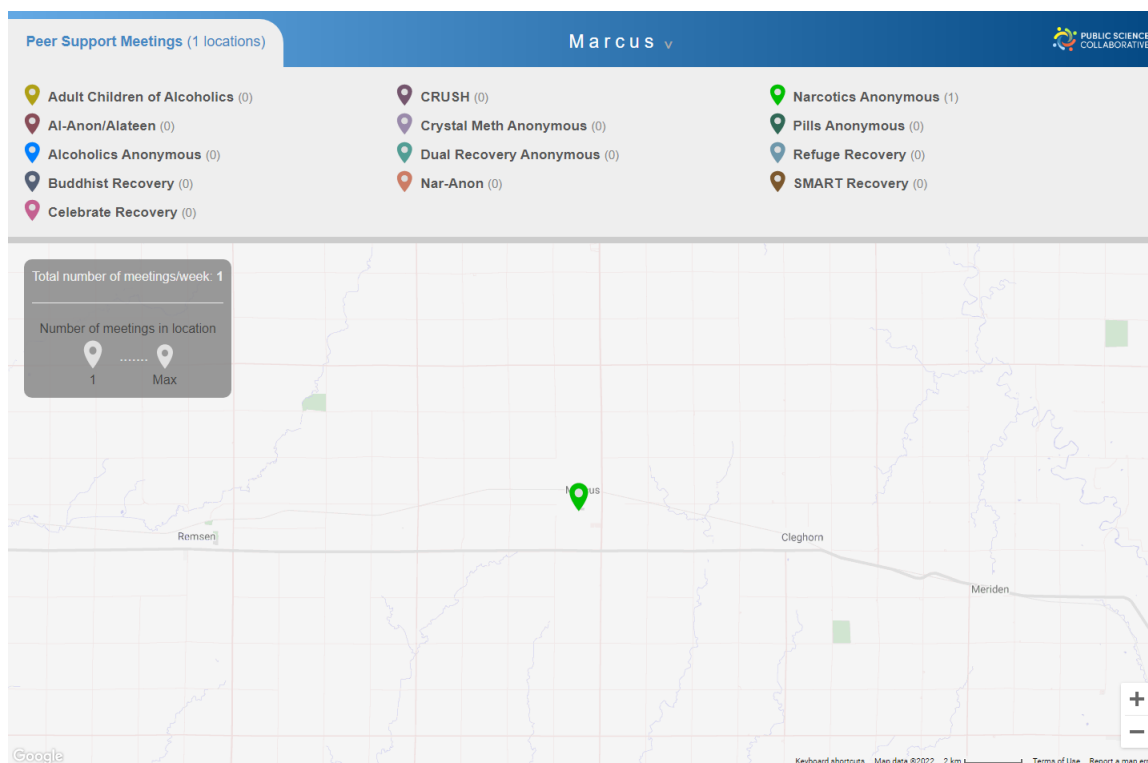 Peer Support Meetings (1 locations)
Marcus v
PUBLIC SCIENCE
COLLABORATIVE
Adult Children of Alcoholics (0)
Al-Anon/Alateen (0)
Alcoholics Anonymous (0)
Buddhist Recovery (0)
Celebrate Recovery (0)
CRUSH (0)
Crystal Meth Anonymous (0)
Dual Recovery Anonymous (0)
Nar-Anon (0)
Narcotics Anonymous (1)
Pills Anonymous (0)
Refuge Recovery (0)
SMART Recovery (0)
Total number of meetings/week: 1
Number of meetings in location
1 ....... Max
Remsen
Cleghorn
Meriden
Google
Keyboard shortcuts Map data ©2022 2 km Terms of Use Report a map